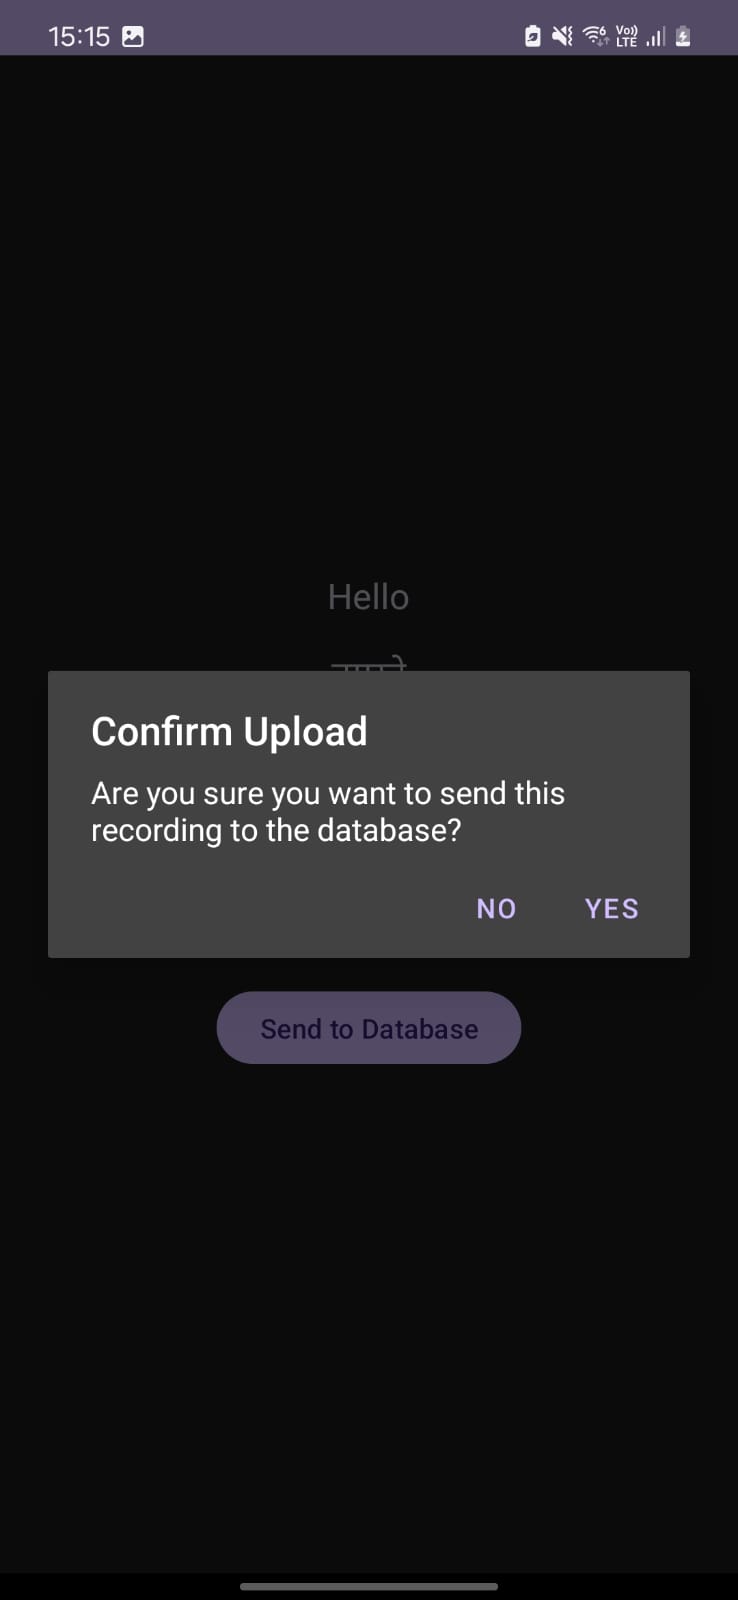 15:15
Vo))
LTE
6
Hello
Confirm Upload
Are you sure you want to send this
recording to the database?
NO YES
Send to Database